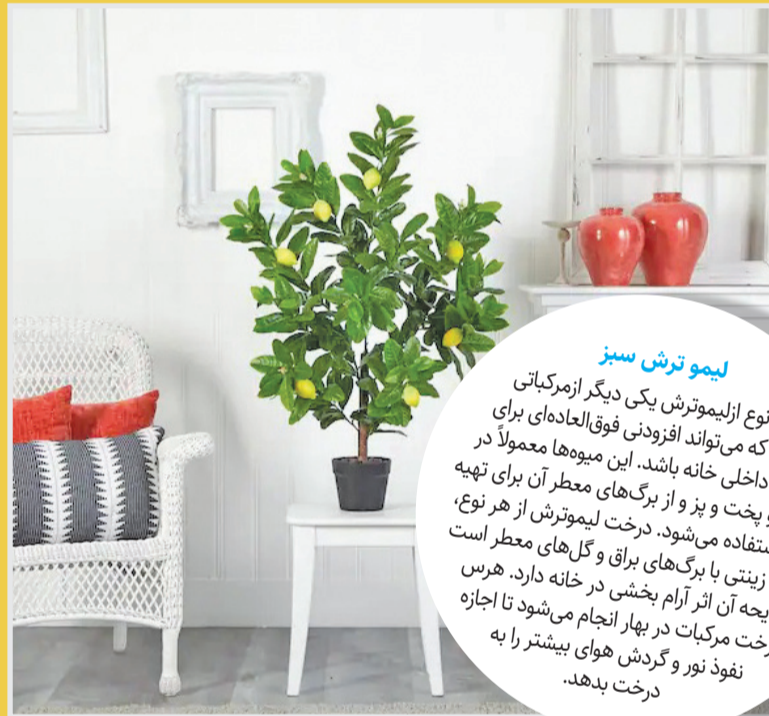 لیمو ترش سبز
نوع ازلیموترش یکی دیگر ازمرکباتی
که می‌تواند افزودنی فوق‌العاده‌ای برای
داخلی خانه باشد. این میوه‌ها معمولاً در
پخت و پز و از برگ‌های معطر آن برای تهیه
می‌شود. درخت لیموترش از هر نوع،
زینتی با برگ‌های براق و گل‌های معطر است
آن اثر آرام بخشی در خانه دارد. هرس
مرکبات در بهار انجام می‌شود تا اجازه
نفوذ نور و گردش هوای بیشتر را به
درخت بدهد.